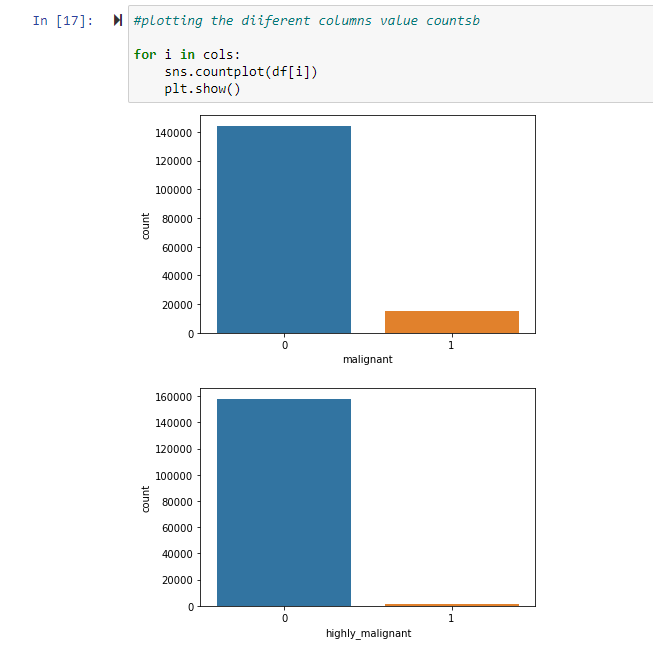 In [17]:
#plotting the diifferent columns value countsb
for i in cols:
sns.countplot(df[i])
plt.show()
140000
120000
100000
80000
60000
40000
20000
0
count
0 1
malignant
160000
140000
120000
100000
80000
60000
40000
20000
0
count
0 1
highly_malignant